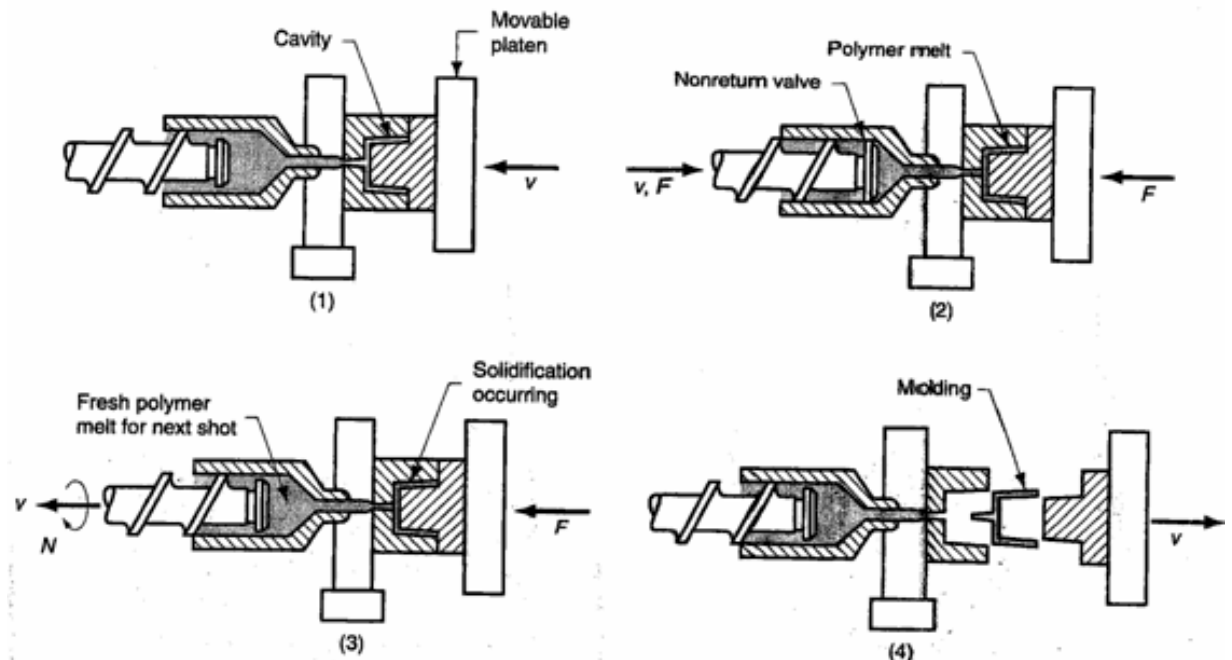 Cavity
Movable
platen
v
(1)
Nonreturn valve
Polymer melt
v, F
F
(2)
Fresh polymer
melt for next shot
Solidification
occurring
v
N
F
(3)
Molding
v
(4)